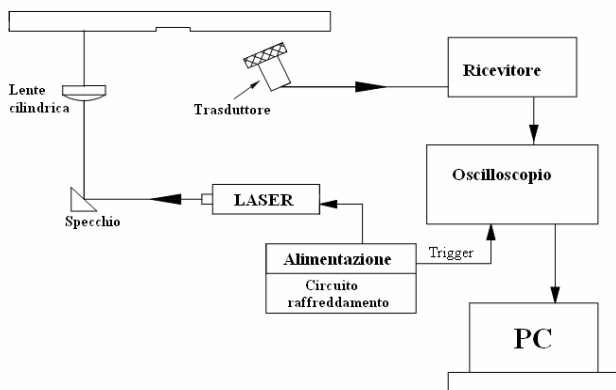 Lente
cilindrica
Trasduttore
Ricevitore
Oscilloscopio
Specchio
LASER
Alimentazione
Trigger
Circuito
raffreddamento
PC